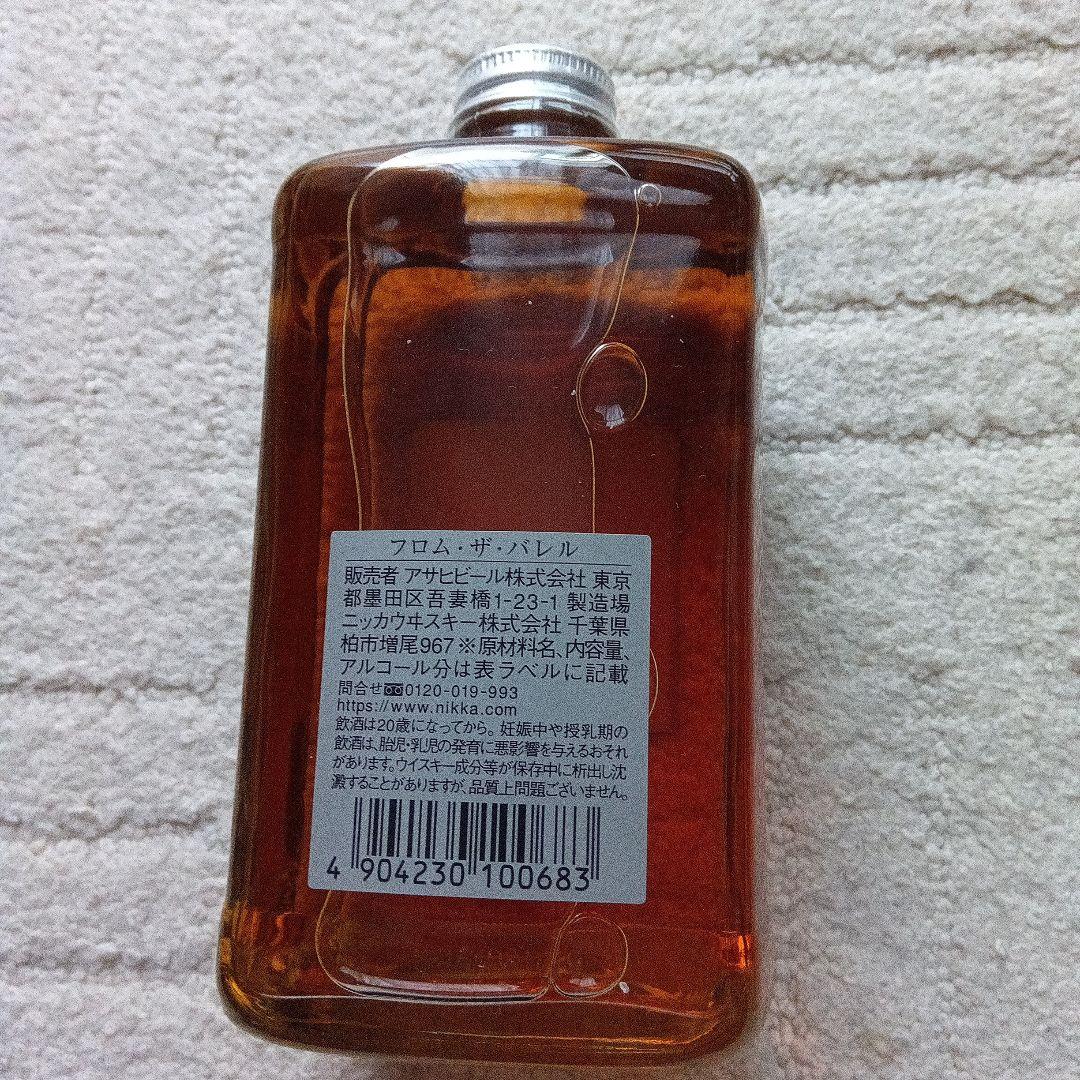 フロム・ザ・バレル
販売者 アサヒビール株式会社 東京
都墨田区吾妻橋1-23-1 製造場
ニッカウヰスキー株式会社 千葉県
柏市増尾967 ※原材料名、内容量、
アルコール分は表ラベルに記載
問合せ 0120-019-993
https://www.nikka.com
飲酒は20歳になってから。妊娠中や授乳期の
飲酒は、胎児・乳児の発育に悪影響を与えるおそれ
があります。ウイスキー成分等が保存中に析出し沈
澱することがありますが、品質上問題ございません。
4 904230 100683